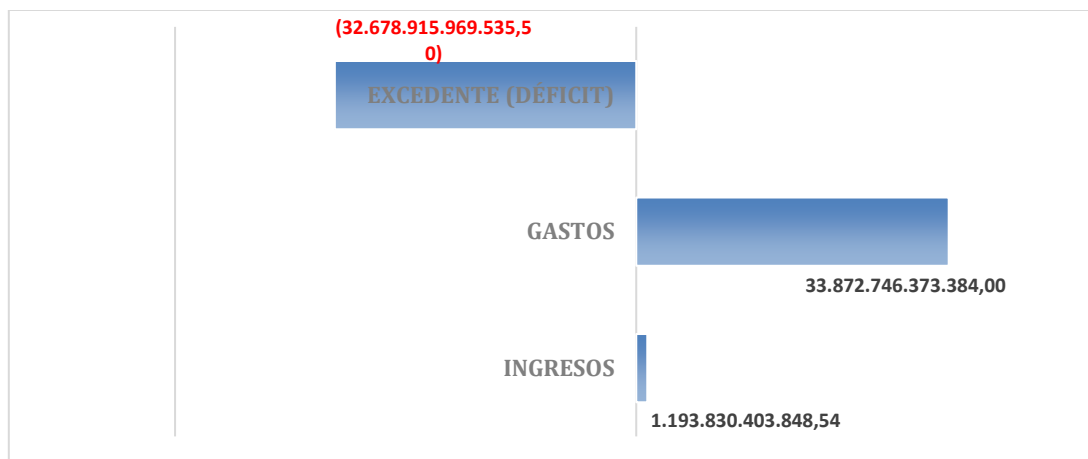 (32.678.915.969.535,5
0)
EXCEDENTE (DÉFICIT)
GASTOS
33.872.746.373.384,00
INGRESOS
1.193.830.403.848,54